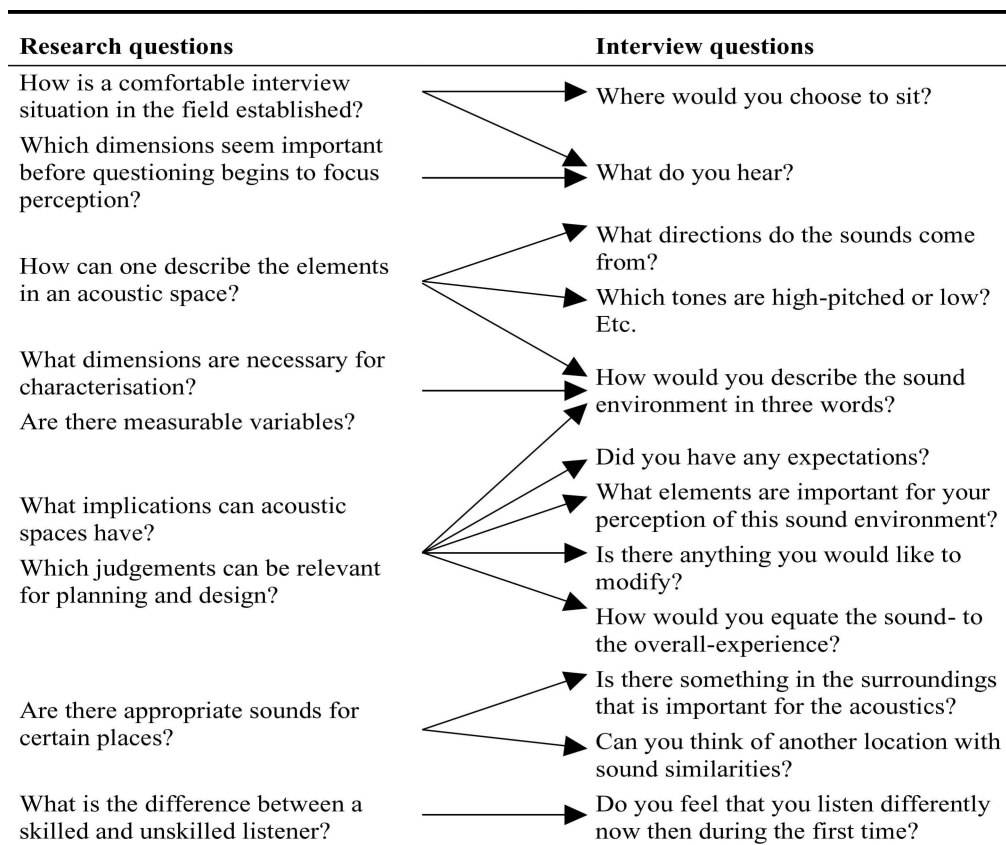 Research questions
Interview questions
How is a comfortable interview
situation in the field established?
Which dimensions seem important
before questioning begins to focus
perception?
How can one describe the elements
in an acoustic space?
What dimensions are necessary for
characterisation?
Are there measurable variables?
What implications can acoustic
spaces have?
Which judgements can be relevant
for planning and design?
Are there appropriate sounds for
certain places?
What is the difference between a
skilled and unskilled listener?
Where would you choose to sit?
What do you hear?
What directions do the sounds come
from?
Which tones are high-pitched or low?
Etc.
How would you describe the sound
environment in three words?
Did you have any expectations?
What elements are important for your
perception of this sound environment?
Is there anything you would like to
modify?
How would you equate the sound- to
the overall-experience?
Is there something in the surroundings
that is important for the acoustics?
Can you think of another location with
sound similarities?
Do you feel that you listen differently
now then during the first time?